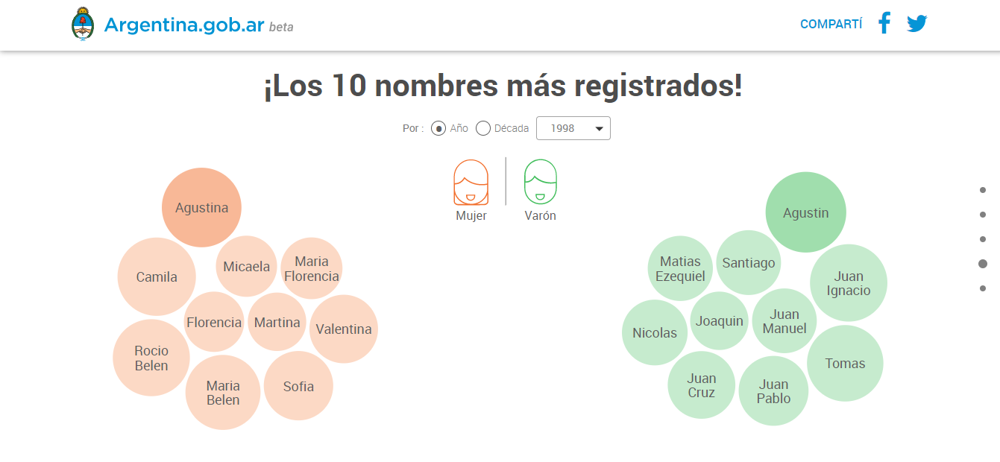 Argentina.gob.ar beta
COMPARTÍ
¡Los 10 nombres más registrados!
Por : Año Década 1998
Mujer
Varón
Agustina
Camila
Micaela
Maria
Florencia
Florencia
Martina
Valentina
Rocio
Belen
Maria
Belen
Sofia
Agustin
Matias
Ezequiel
Santiago
Juan
Ignacio
Nicolas
Joaquin
Juan
Manuel
Tomas
Juan
Cruz
Juan
Pablo